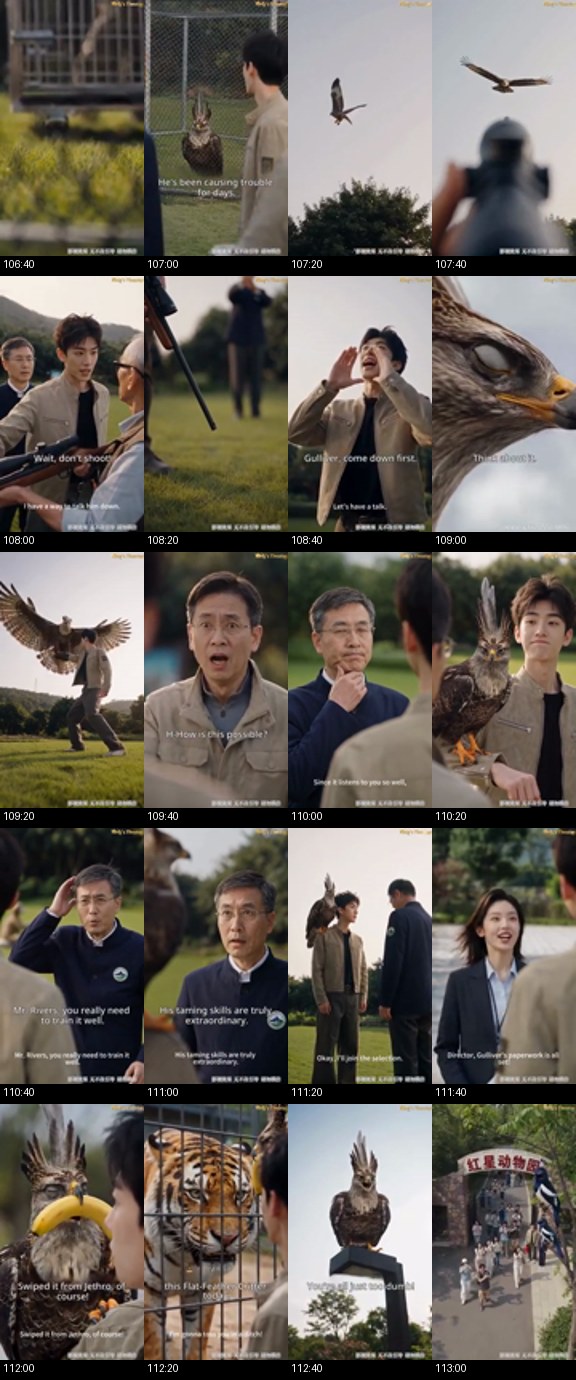 106:40
107:00
107:20
107:40
He's been causing trouble
for days.
108:00
108:20
108:40
109:00
Wait, don't shoot!
I have a way to talk him down.
Gulliver, come down first.
Let's have a talk.
Think about it.
109:20
109:40
110:00
110:20
H-How is this possible?
Since it listens to you so well,
110:40
111:00
111:20
111:40
Mr. Rivers, you really need
to train it well.
Mr. Rivers, you really need to train it
well.
His taming skills are truly
extraordinary.
His taming skills are truly
extraordinary.
Okay, I'll join the selection.
Director, Gulliver's paperwork is all
set!
112:00
112:20
112:40
113:00
Swiped it from Jethro, of
course!
Swiped it from Jethro, of course!
this Flat-Feather Critter
today.
I'm gonna toss you in a ditch!
You're all just too dumb!
红星动物园